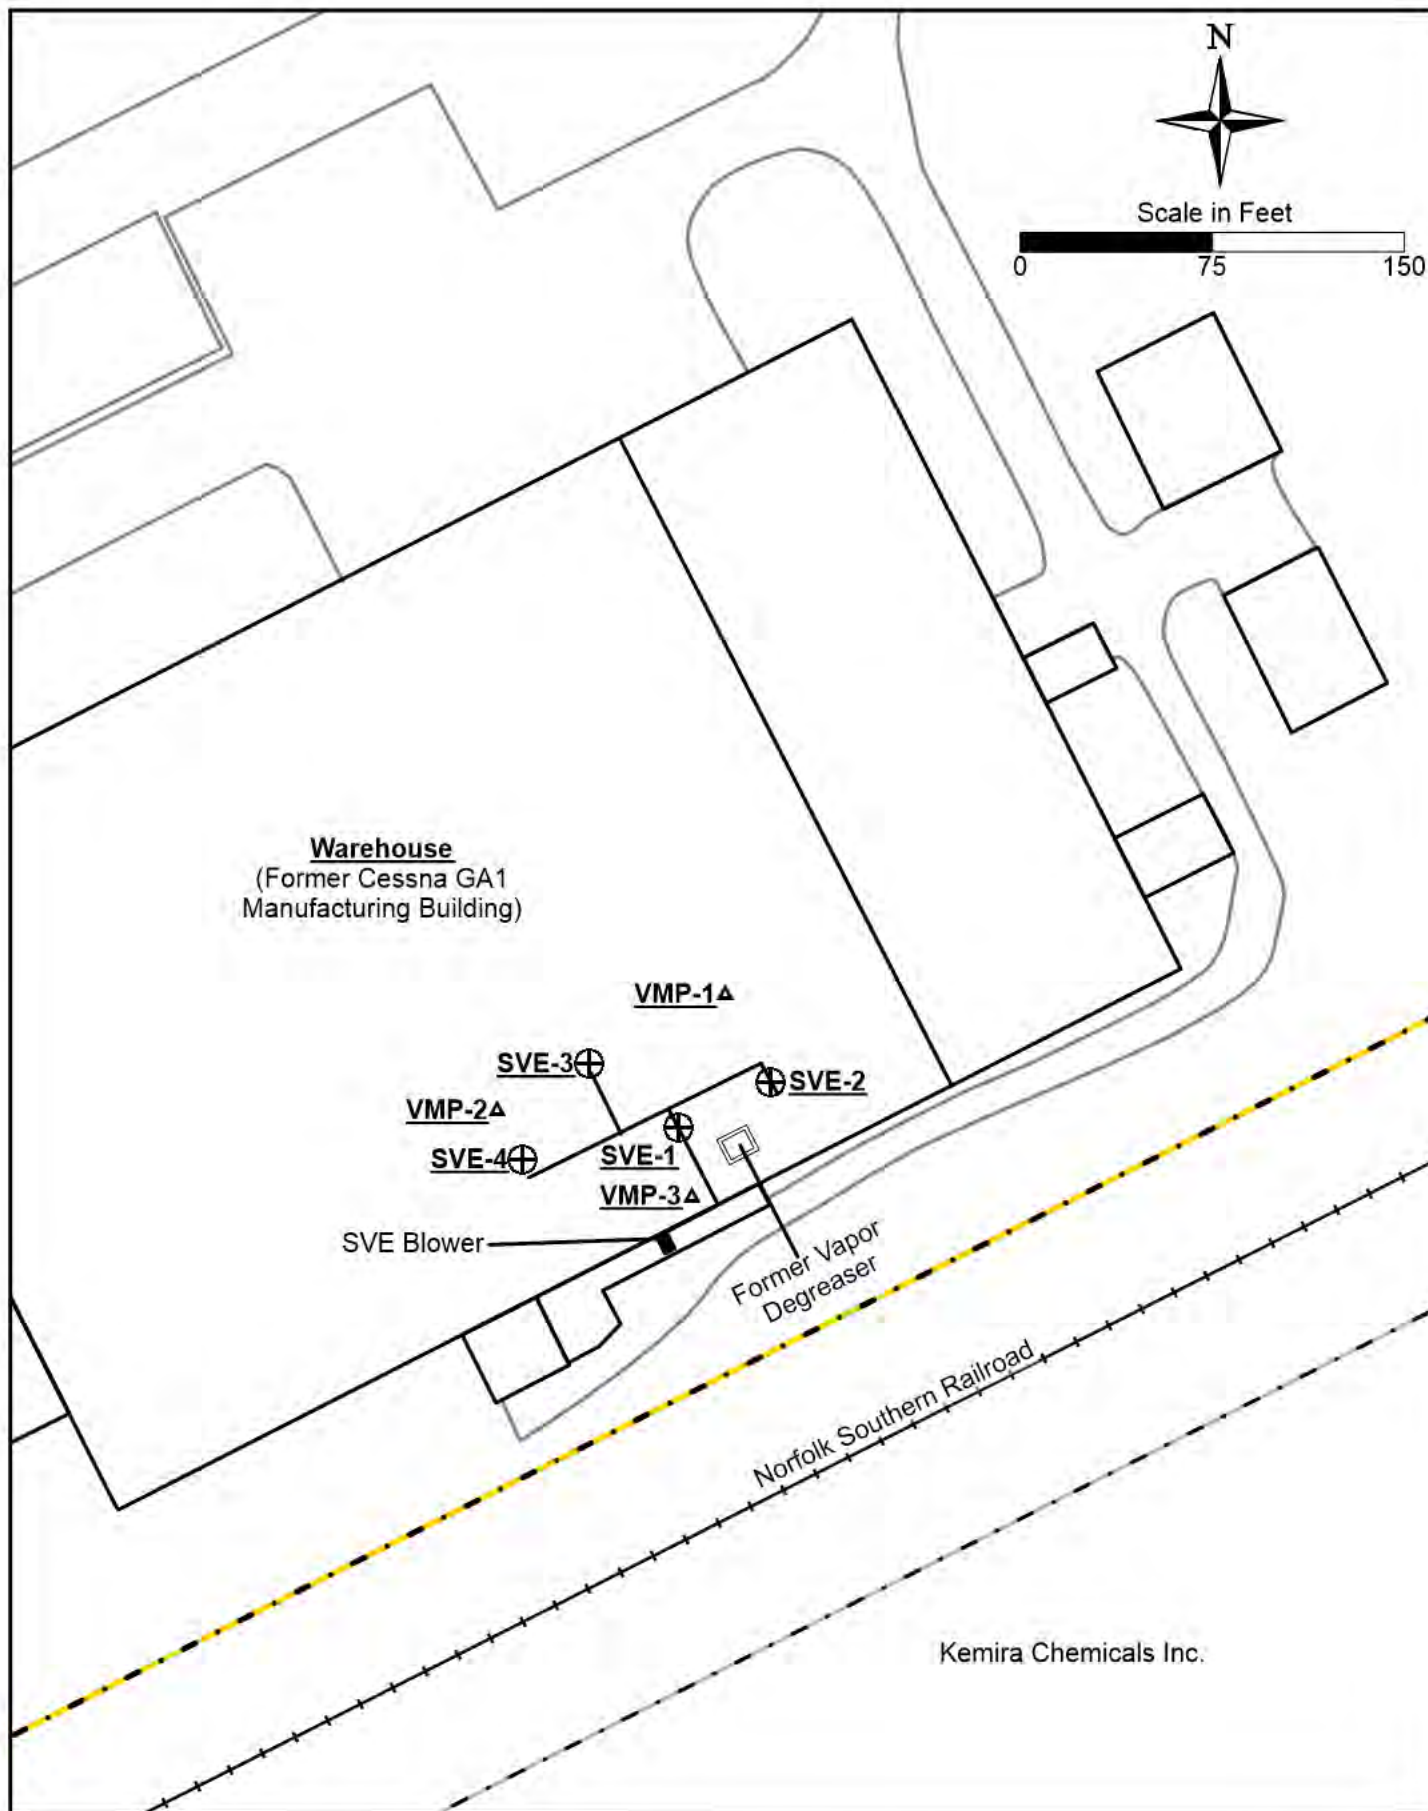 N
Scale in Feet
0 75 150
Warehouse
(Former Cessna GA1
Manufacturing Building)
VMP-1
SVE-3
SVE-2
VMP-2
SVE-4
SVE-1
VMP-3
SVE Blower
Former Vapor
Degreaser
Norfolk Southern Railroad
Kemira Chemicals Inc.